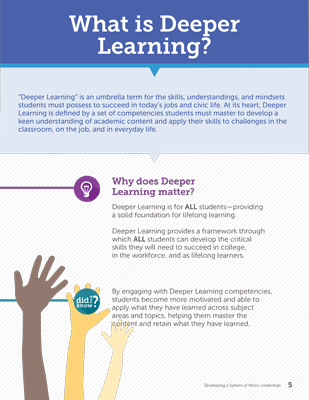 What is Deeper
Learning?
"Deeper Learning" is an umbrella term for the skills, understandings, and mindsets
students must possess to succeed in today's jobs and civic life. At its heart, Deeper
Learning is defined by a set of competencies students must master to develop a
keen understanding of academic content and apply their skills to challenges in the
classroom, on the job, and in everyday life.
Why does Deeper
Learning matter?
Deeper Learning is for ALL students—providing
a solid foundation for lifelong learning.
Deeper Learning provides a framework through
which ALL students can develop the critical
skills they will need to succeed in college,
in the workforce, and as lifelong learners.
did u
know?
By engaging with Deeper Learning competencies,
students become more motivated and able to
apply what they have learned across subject
areas and topics, helping them master the
content and retain what they have learned.
Developing a System of Micro-credentials 5